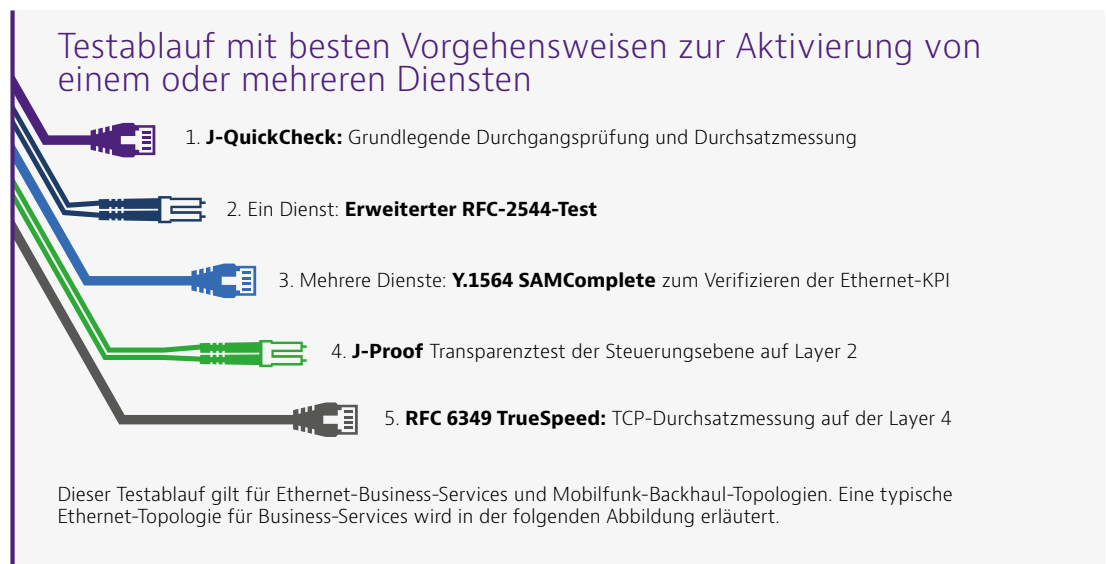 Testablauf mit besten Vorgehensweisen zur Aktivierung von
einem oder mehreren Diensten
1. J-QuickCheck: Grundlegende Durchgangsprüfung und Durchsatzmessung
2. Ein Dienst: Erweiterter RFC-2544-Test
3. Mehrere Dienste: Y.1564 SAMComplete zum Verifizieren der Ethernet-KPI
4. J-Proof Transparenztest der Steuerungsebene auf Layer 2
5. RFC 6349 TrueSpeed: TCP-Durchsatzmessung auf der Layer 4
Dieser Testablauf gilt für Ethernet-Business-Services und Mobilfunk-Backhaul-Topologien. Eine typische
Ethernet-Topologie für Business-Services wird in der folgenden Abbildung erläutert.